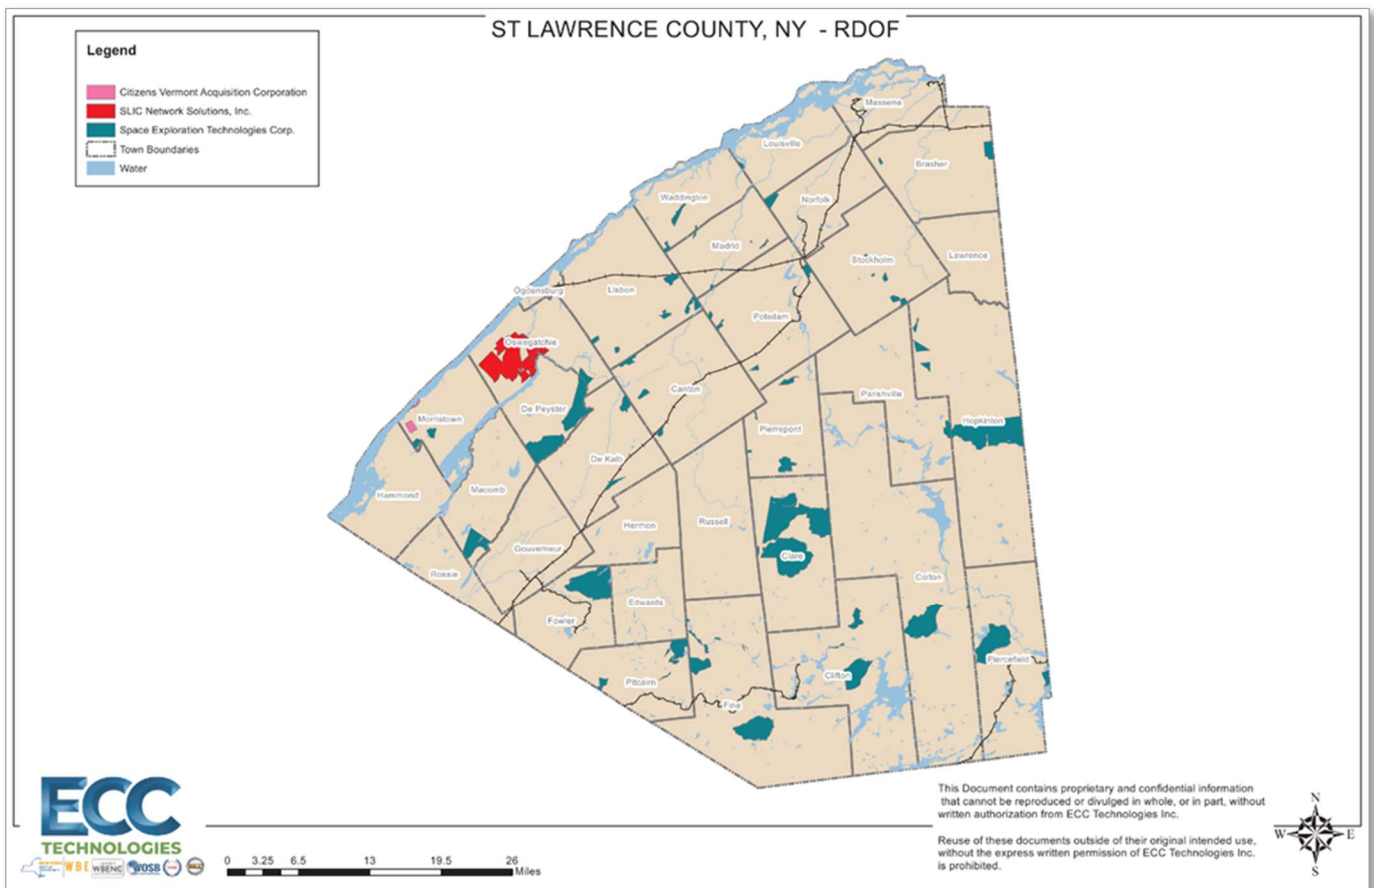 ST LAWRENCE COUNTY, NY - RDOF
Legend
Citizens Vermont Acquisition Corporation
SLIC Network Solutions, Inc.
Space Exploration Technologies Corp.
Town Boundaries
Water
Massena
Louisville
Brasher
Waddington
Norfolk
Madrid
Lawrence
Stockholm
Ogdensburg
Lisbon
Potsdam
Oswegatchie
Canton
Parishville
De Peyster
Morristown
Hopkinton
Pierrepont
De Kalb
Macomb
Hammond
Russell
Hermon
Gouverneur
Clare
Rossie
Colton
Edwards
Fowler
Piercefield
Clifton
Pitcairn
Fine
ECC
TECHNOLOGIES
WBE
WBENC
WOSB
0 3.25 6.5 13 19.5 26
Miles
This Document contains proprietary and confidential information
that cannot be reproduced or divulged in whole, or in part, without
written authorization from ECC Technologies Inc.
Reuse of these documents outside of their original intended use,
without the express written permission of ECC Technologies Inc.
is prohibited.
N
W E
S